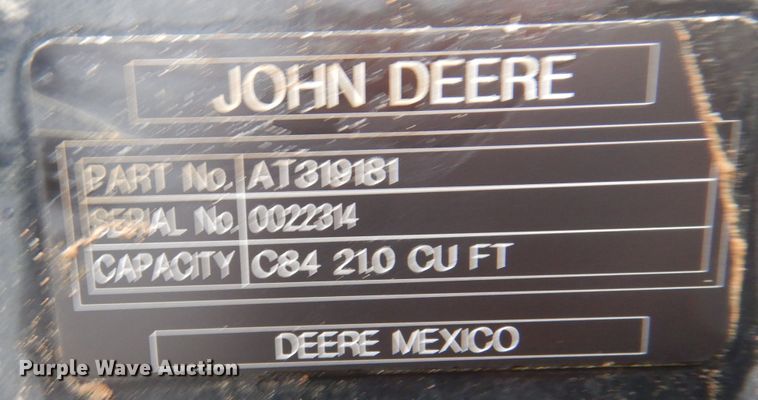 JOHN DEERE
PART No. AT319181
SERIAL No. 0022314
CAPACITY C84 21.0 CU FT
DEERE MEXICO
Purple Wave Auction